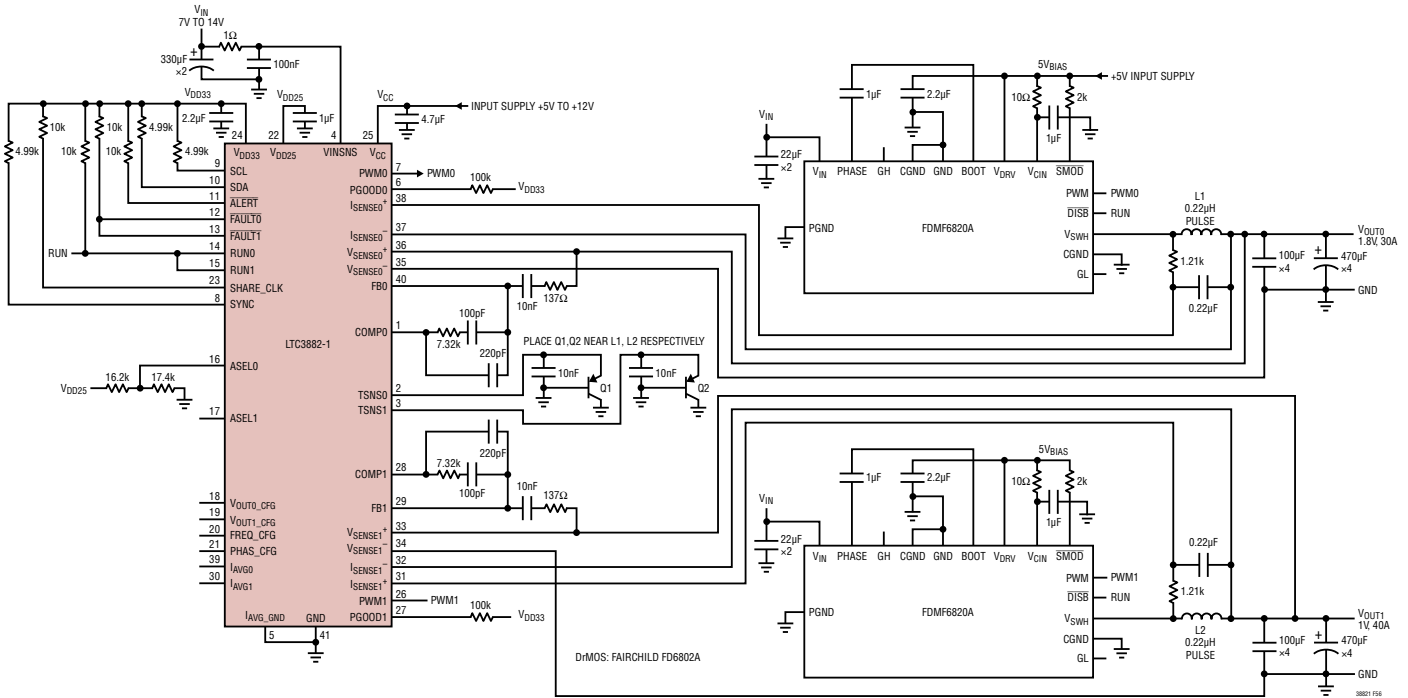 VIN
7V TO 14V
1Ω
330µF
×2
+
100nF
VDD33
2.2µF
VDD25
1µF
VCC
INPUT SUPPLY +5V TO +12V
4.7µF
10k
10k
4.99k
4.99k
10k
10k
4.99k
24
22
4
25
VDD33
VDD25
VINSNS
VCC
9
SCL
10
SDA
11
ALERT
12
FAULT0
13
FAULT1
RUN
14
RUN0
15
RUN1
23
SHARE_CLK
8
SYNC
LTC3882-1
16
ASEL0
VDD25
16.2k
17.4k
17
ASEL1
18
VOUT0_CFG
19
VOUT1_CFG
20
FREQ_CFG
21
PHAS_CFG
39
IAVG0
30
IAVG1
IAVG_GND
GND
5
41
PWM0
7
PWM0
PGOOD0
6
100k
VDD33
ISENSE0+
38
ISENSE0–
37
VSENSE0+
36
VSENSE0–
35
FB0
40
10nF
137Ω
COMP0
1
100pF
7.32k
220pF
PLACE Q1,Q2 NEAR L1, L2 RESPECTIVELY
10nF
Q1
10nF
Q2
TSNS0
2
TSNS1
3
COMP1
28
220pF
7.32k
100pF
10nF
137Ω
FB1
29
VSENSE1+
33
VSENSE1–
34
ISENSE1–
32
ISENSE1+
31
PWM1
26
PWM1
PGOOD1
27
100k
VDD33
DrMOS: FAIRCHILD FD6802A
VIN
22µF
×2
1µF
2.2µF
5VBIAS
+5V INPUT SUPPLY
10Ω
2k
1µF
VIN
PHASE
GH
CGND
GND
BOOT
VDRV
VCIN
SMOD
PGND
FDMF6820A
PWM
PWM0
DISB
RUN
VSWH
CGND
GL
L1
0.22µH
PULSE
1.21k
0.22µF
100µF
×4
+
470µF
×4
VOUT0
1.8V, 30A
GND
VIN
22µF
×2
1µF
2.2µF
5VBIAS
10Ω
2k
1µF
VIN
PHASE
GH
CGND
GND
BOOT
VDRV
VCIN
SMOD
PGND
FDMF6820A
PWM
PWM1
DISB
RUN
VSWH
CGND
GL
0.22µF
1.21k
L2
0.22µH
PULSE
100µF
×4
+
470µF
×4
VOUT1
1V, 40A
GND
38821 F56